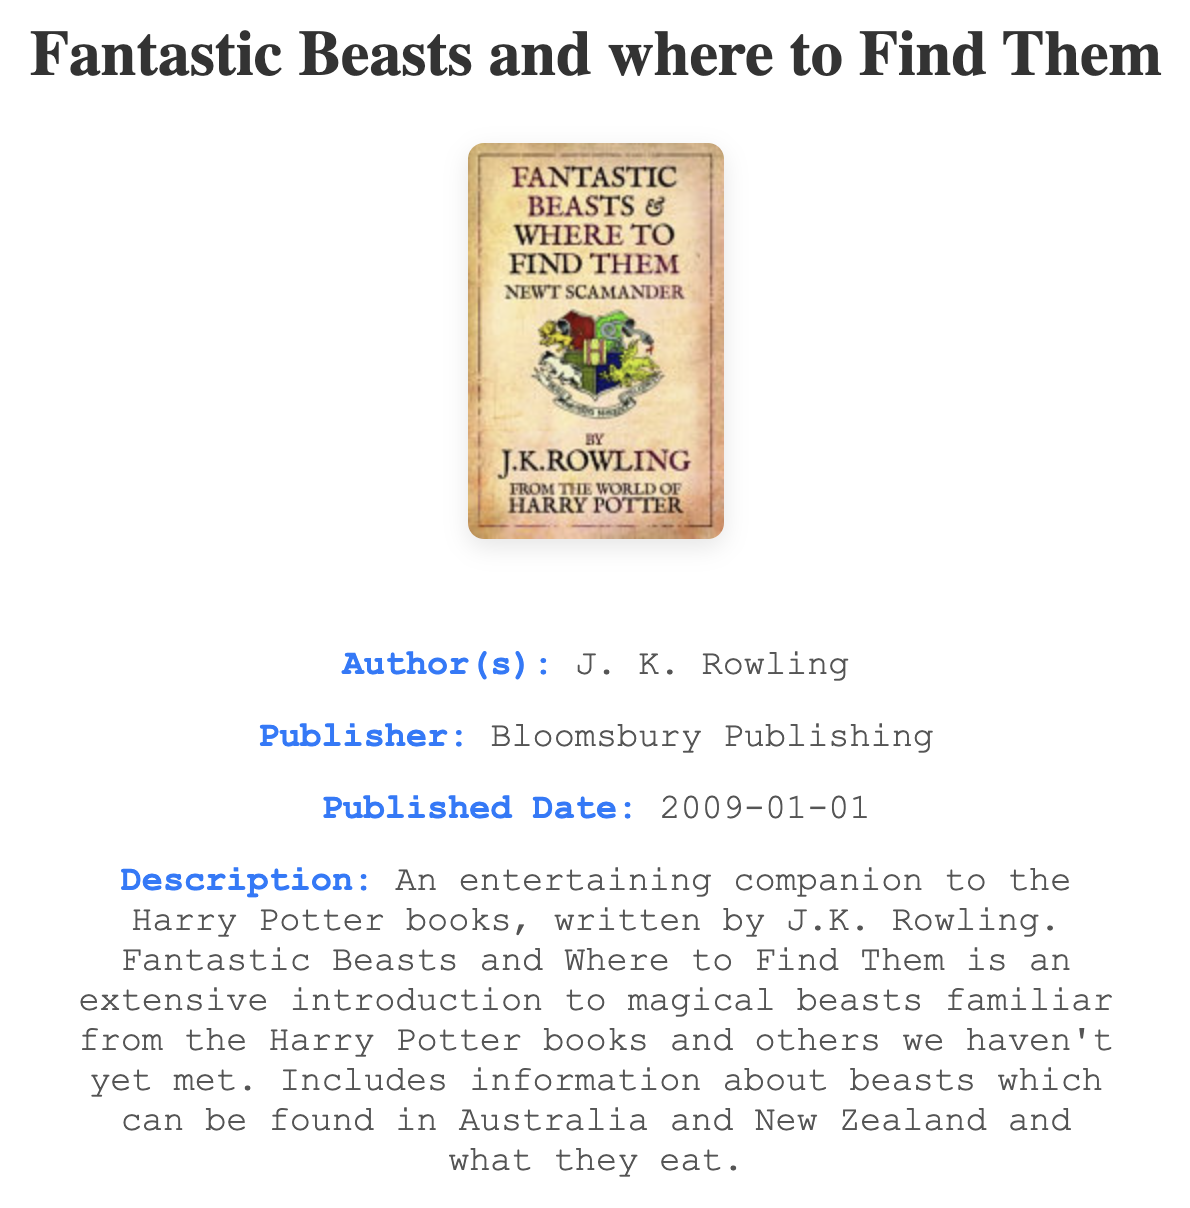 Fantastic Beasts and where to Find Them
FANTASTIC
BEASTS &
WHERE TO
FIND THEM
NEWT SCAMANDER
H
BY
J.K.ROWLING
FROM THE WORLD OF
HARRY POTTER
Author(s): J. K. Rowling
Publisher: Bloomsbury Publishing
Published Date: 2009-01-01
Description: An entertaining companion to the
Harry Potter books, written by J.K. Rowling.
Fantastic Beasts and Where to Find Them is an
extensive introduction to magical beasts familiar
from the Harry Potter books and others we haven't
yet met. Includes information about beasts which
can be found in Australia and New Zealand and
what they eat.